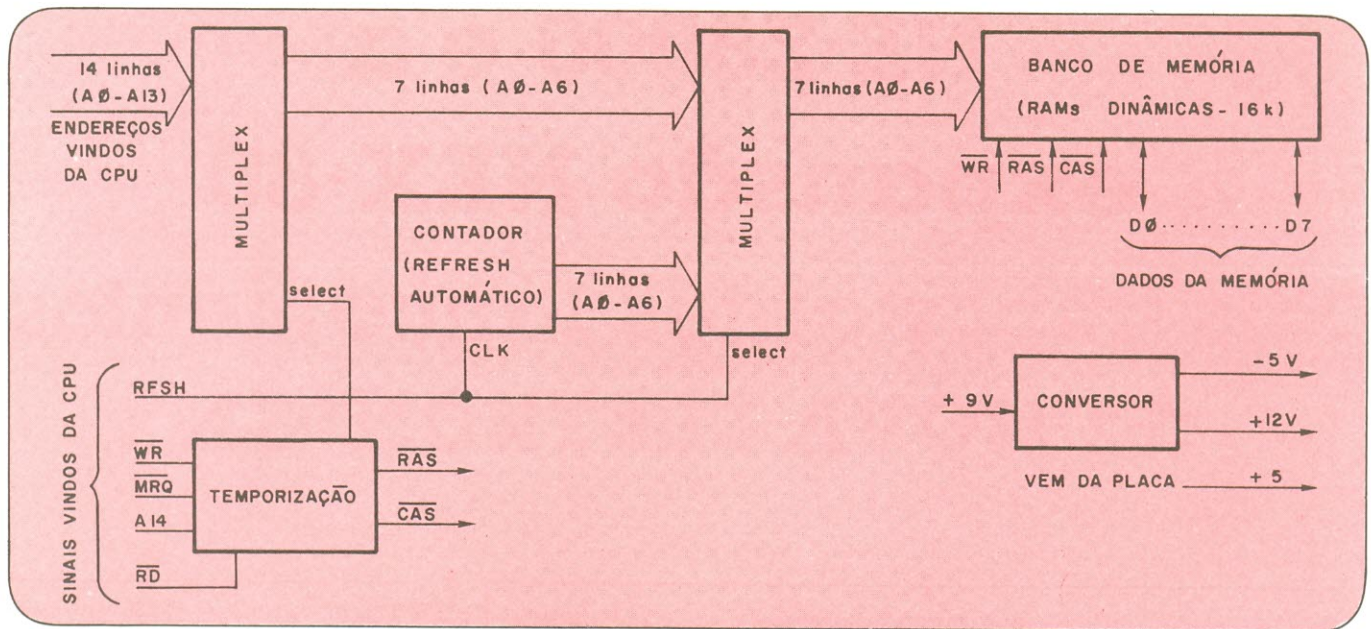 14 linhas
(AØ-A13)
ENDEREÇOS
VINDOS
DA CPU
MULTIPLEX
select
7 linhas (AØ-A6)
CONTADOR
(REFRESH
AUTOMÁTICO)
CLK
7 linhas
(AØ-A6)
MULTIPLEX
select
7 linhas(AØ-A6)
BANCO DE MEMÓRIA
(RAMs DINÂMICAS-16k)
WR RAS CAS
DØ..........D7
DADOS DA MEMÓRIA
SINAIS VINDOS DA CPU
RFSH
WR
MRQ
A14
RD
TEMPORIZAÇÃO
RAS
CAS
+ 9V
CONVERSOR
-5V
+12V
VEM DA PLACA
+ 5